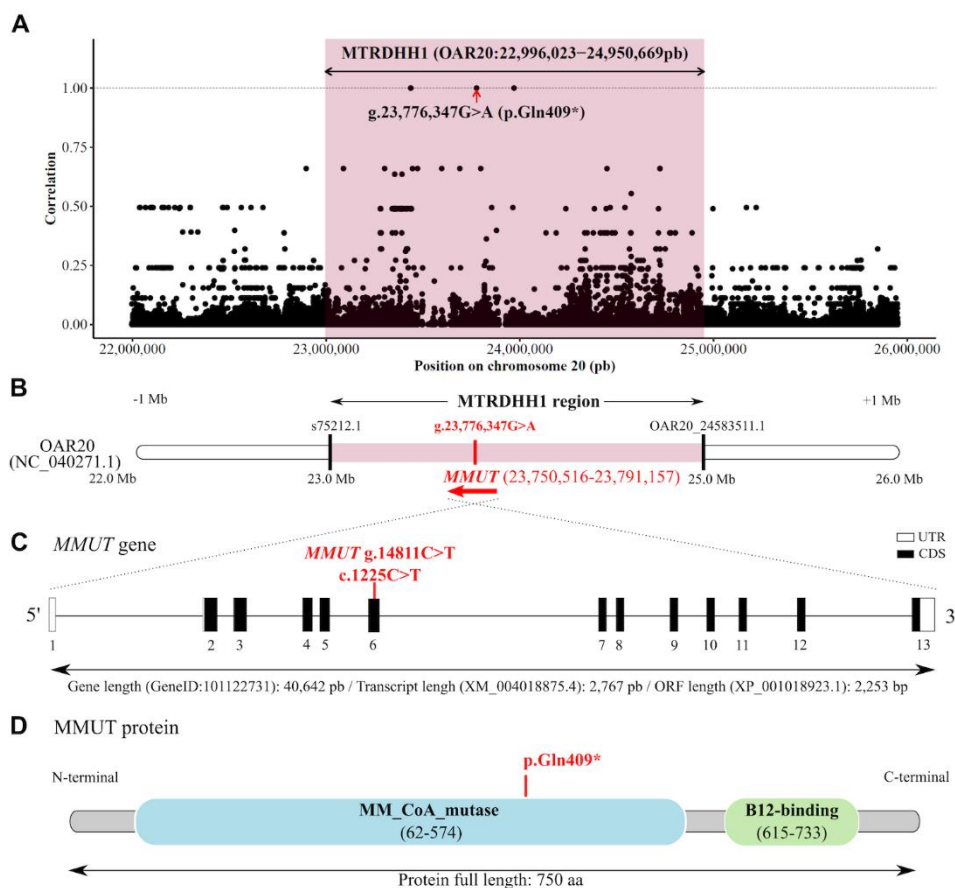 A
MTRDHH1 (OAR20:22,996,023−24,950,669pb)
1.00
g.23,776,347G>A (p.Gln409*)
0.75
Correlation
0.50
0.25
0.00
22,000,000 23,000,000 24,000,000 25,000,000 26,000,000
Position on chromosome 20 (pb)
B
-1 Mb MTRDHH1 region +1 Mb
s75212.1 g.23,776,347G>A OAR20_24583511.1
OAR20
(NC_040271.1)
22.0 Mb 23.0 Mb MMUT (23,750,516-23,791,157) 25.0 Mb 26.0 Mb
C MMUT gene
UTR
CDS
MMUT g.14811C>T
c.1225C>T
5' 3
1 2 3 4 5 6 7 8 9 10 11 12 13
Gene length (GeneID:101122731): 40,642 pb / Transcript lengh (XM_004018875.4): 2,767 pb / ORF length (XP_001018923.1): 2,253 bp
D MMUT protein
p.Gln409*
N-terminal C-terminal
MM_CoA_mutase
(62-574)
B12-binding
(615-733)
Protein full length: 750 aa